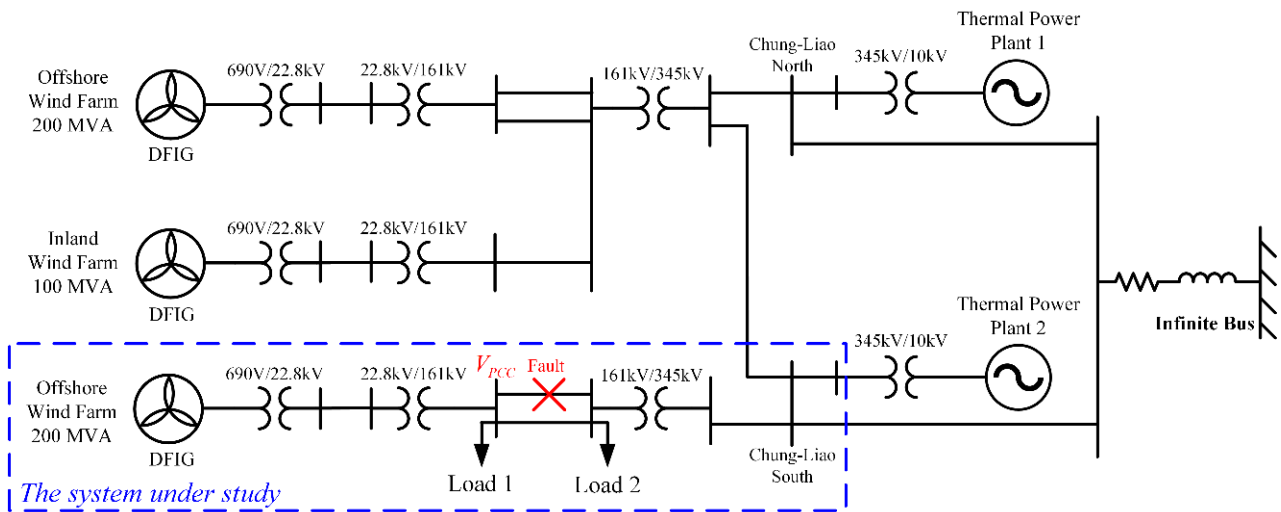 Offshore
Wind Farm
200 MVA
DFIG
690V/22.8kV
22.8kV/161kV
161kV/345kV
Chung-Liao
North
345kV/10kV
Thermal Power
Plant 1
Inland
Wind Farm
100 MVA
DFIG
690V/22.8kV
22.8kV/161kV
Infinite Bus
Offshore
Wind Farm
200 MVA
DFIG
690V/22.8kV
22.8kV/161kV
VPCC Fault
161kV/345kV
345kV/10kV
Thermal Power
Plant 2
Chung-Liao
South
Load 1
Load 2
The system under study